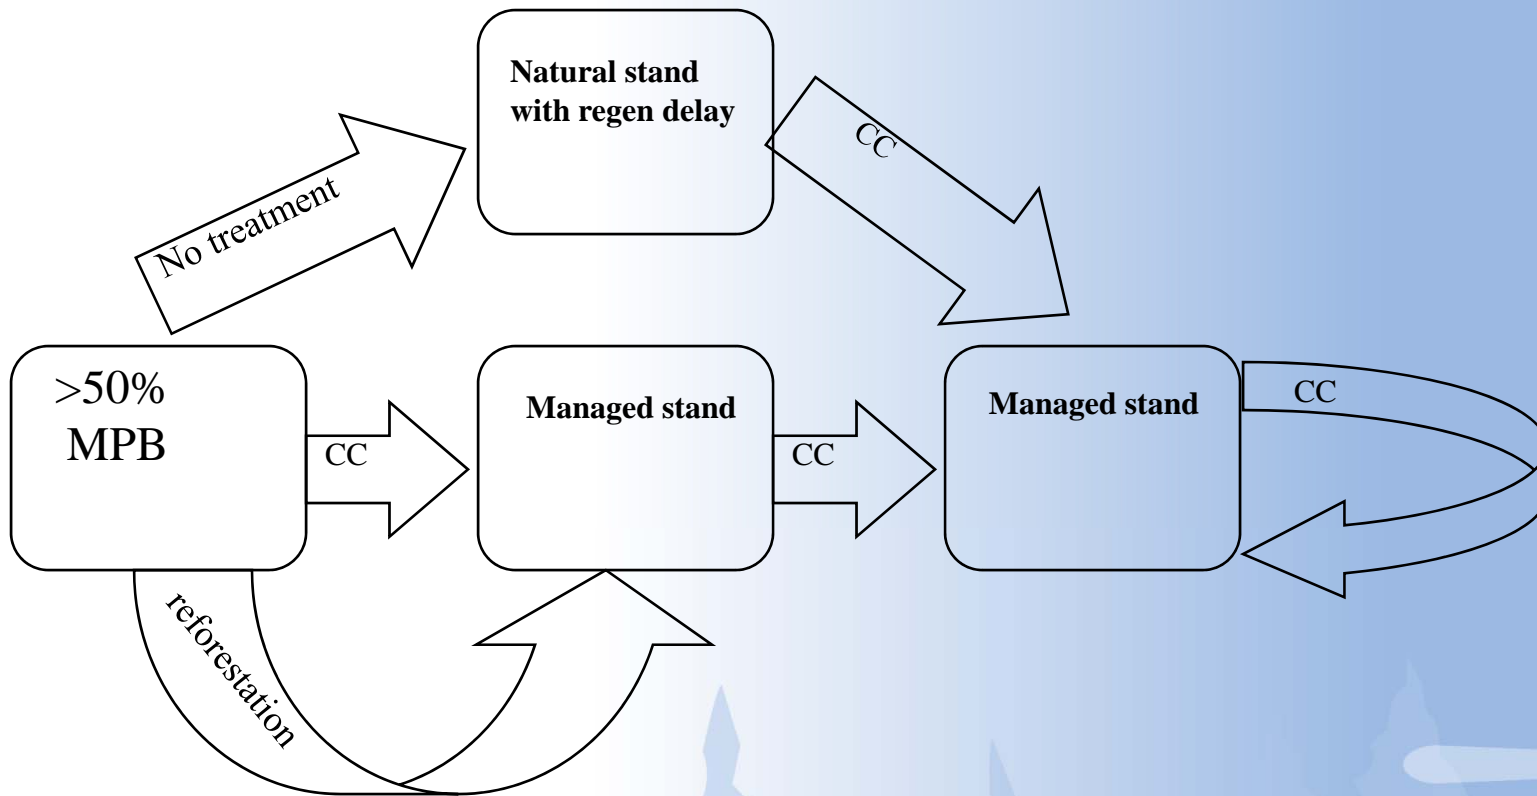 Natural stand
with regen delay
CC
No treatment
>50%
MPB
CC
Managed stand
CC
Managed stand
CC
reforestation